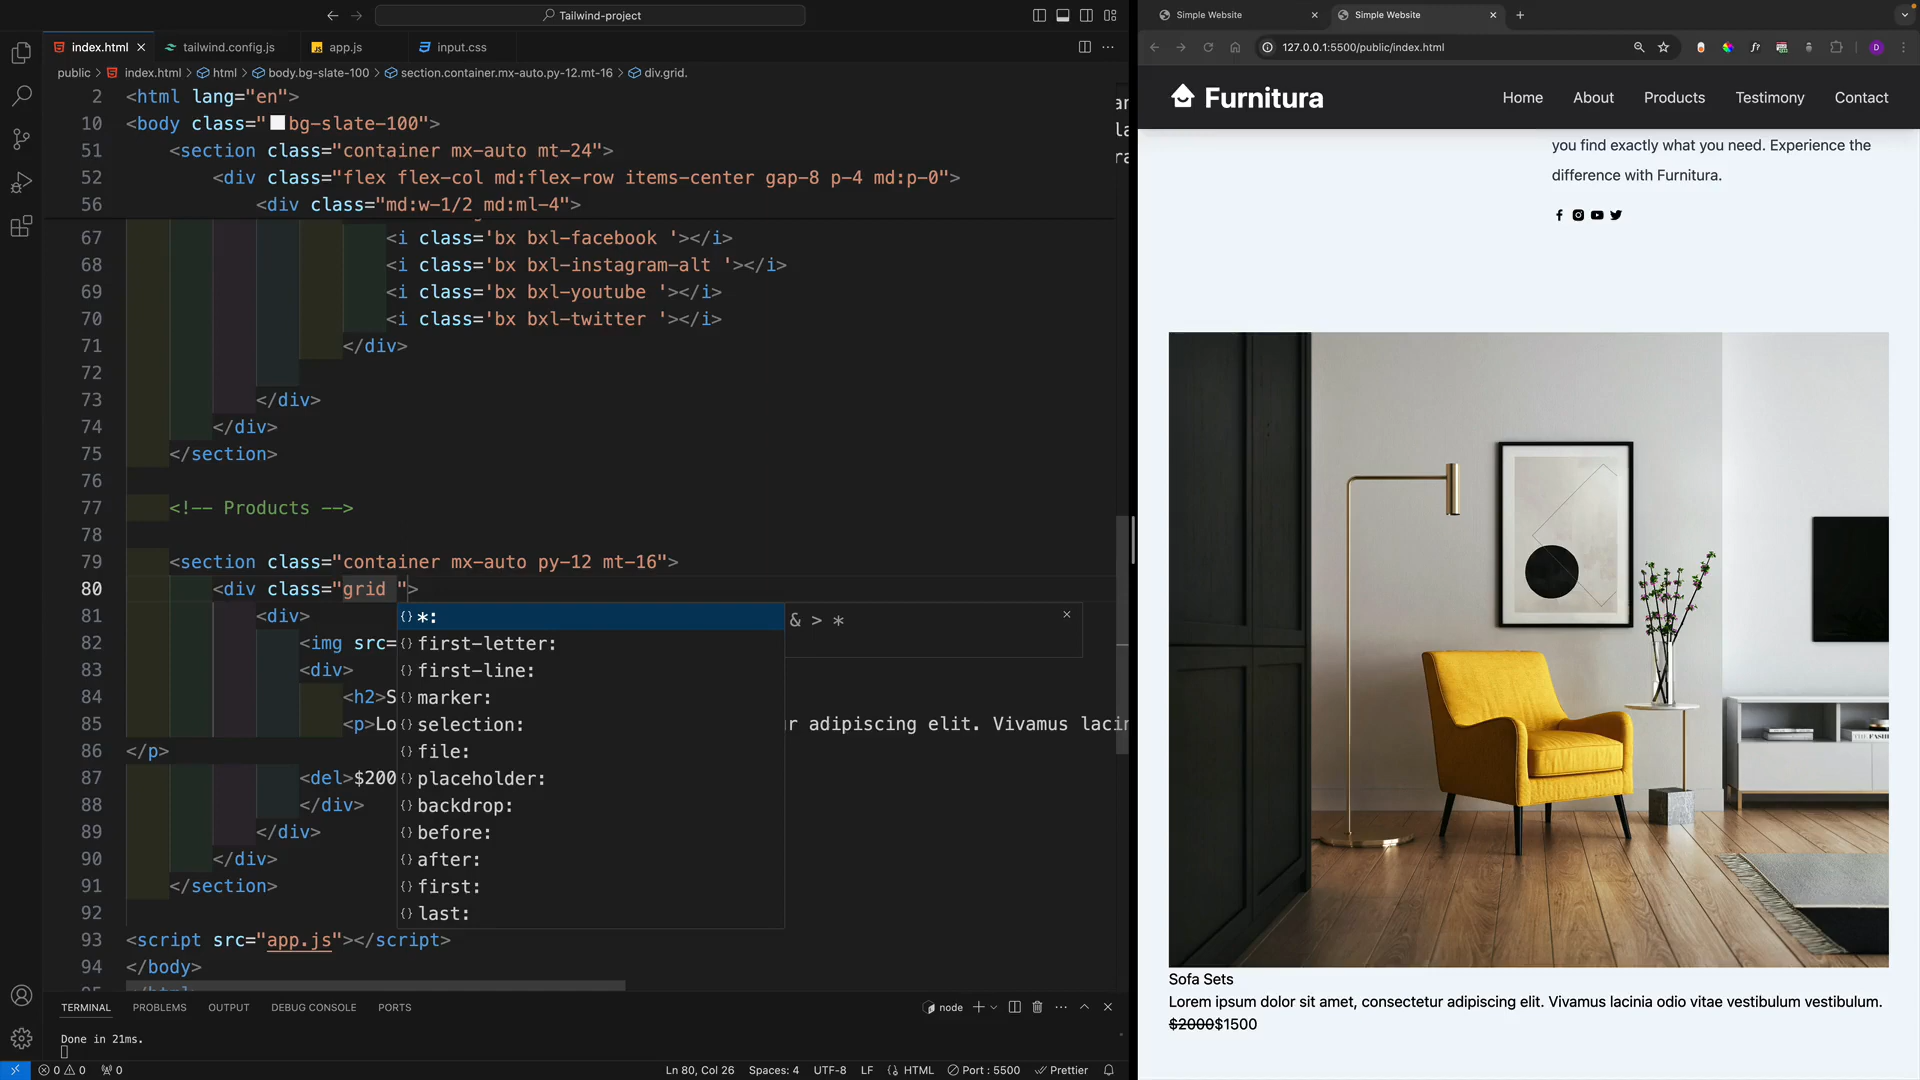 Tailwind-project
index.html
tailwind.config.js
app.js
input.css
public > index.html > html > body.bg-slate-100 > section.container.mx-auto.py-12.mt-16 > div.grid.
2 <html lang="en">
10 <body class="bg-slate-100">
51 <section class="container mx-auto mt-24">
52 <div class="flex flex-col md:flex-row items-center gap-8 p-4 md:p-0">
56 <div class="md:w-1/2 md:ml-4">
67 <i class='bx bxl-facebook '></i>
68 <i class='bx bxl-instagram-alt '></i>
69 <i class='bx bxl-youtube '></i>
70 <i class='bx bxl-twitter '></i>
71 </div>
72
73 </div>
74 </div>
75 </section>
76
77 <!-- Products -->
78
79 <section class="container mx-auto py-12 mt-16">
80 <div class="grid ">
81 <div>
82 <img src=
83 <div>
84 <h2>S
85 <p>Lo ur adipiscing elit. Vivamus lacin
86 </p>
87 <del>$200
88 </div>
89 </div>
90 </div>
91 </section>
92
93 <script src="app.js"></script>
94 </body>
*:
first-letter:
first-line:
marker:
selection:
file:
placeholder:
backdrop:
before:
after:
first:
last:
& > *
TERMINAL
PROBLEMS
OUTPUT
DEBUG CONSOLE
PORTS
node
Done in 21ms.
0 0 0
Ln 80, Col 26
Spaces: 4
UTF-8
LF
HTML
Port : 5500
Prettier
Simple Website
Simple Website
127.0.0.1:5500/public/index.html
D
Furnitura
Home
About
Products
Testimony
Contact
you find exactly what you need. Experience the
difference with Furnitura.
Sofa Sets
Lorem ipsum dolor sit amet, consectetur adipiscing elit. Vivamus lacinia odio vitae vestibulum vestibulum.
$2000$1500